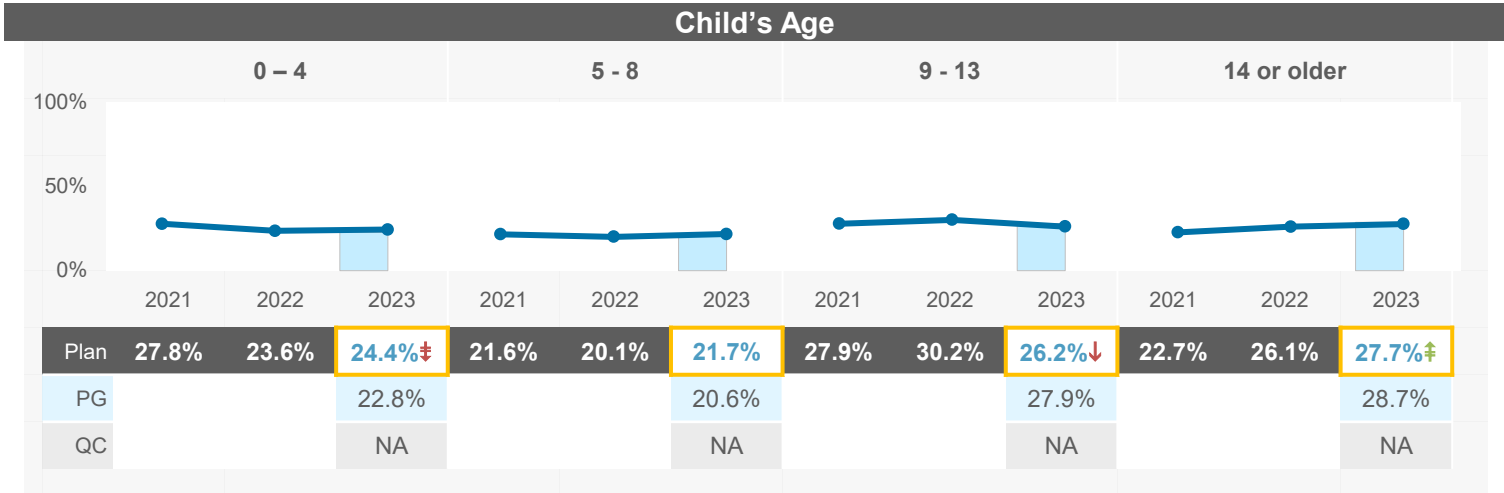 Child's Age
0 – 4 5 - 8 9 - 13 14 or older
100%
50%
0%
2021 2022 2023 2021 2022 2023 2021 2022 2023 2021 2022 2023
Plan 27.8% 23.6% 24.4%⤈ 21.6% 20.1% 21.7% 27.9% 30.2% 26.2%↓ 22.7% 26.1% 27.7%⤉
PG 22.8% 20.6% 27.9% 28.7%
QC NA NA NA NA